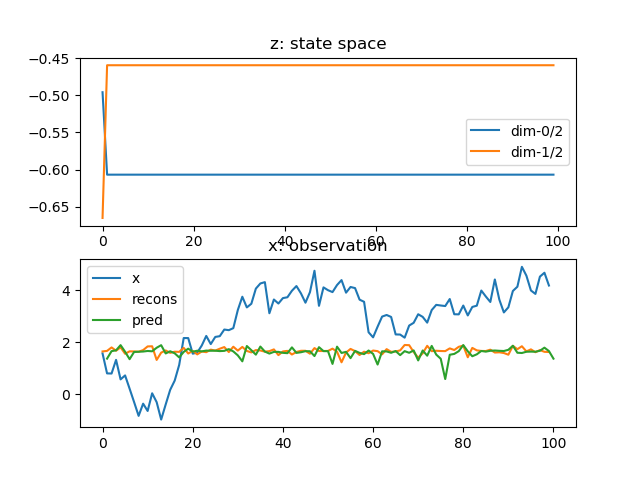 z: state space
−0.45
−0.50
−0.55
−0.60
−0.65
dim-0/2
dim-1/2
0 20 40 60 80 100
x: observation
4
2
0
x
recons
pred
0 20 40 60 80 100